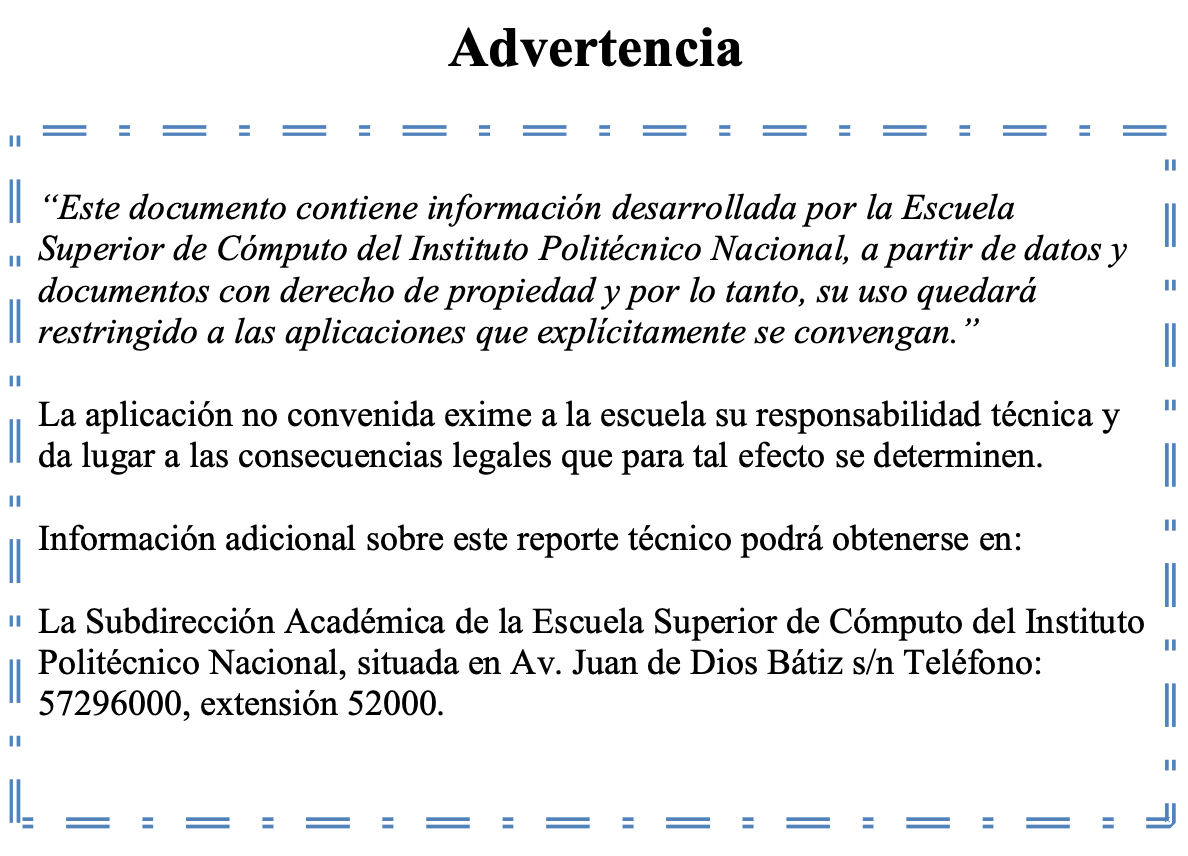 Advertencia
“Este documento contiene información desarrollada por la Escuela
Superior de Cómputo del Instituto Politécnico Nacional, a partir de datos y
documentos con derecho de propiedad y por lo tanto, su uso quedará
restringido a las aplicaciones que explícitamente se convengan.”
La aplicación no convenida exime a la escuela su responsabilidad técnica y
da lugar a las consecuencias legales que para tal efecto se determinen.
Información adicional sobre este reporte técnico podrá obtenerse en:
La Subdirección Académica de la Escuela Superior de Cómputo del Instituto
Politécnico Nacional, situada en Av. Juan de Dios Bátiz s/n Teléfono:
57296000, extensión 52000.